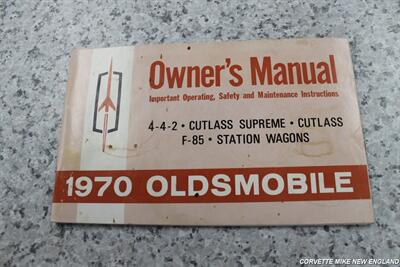 Owner's Manual
Important Operating, Safety and Maintenance Instructions
4-4-2 • CUTLASS SUPREME • CUTLASS
F-85 • STATION WAGONS
1970 OLDSMOBILE
CORVETTE MIKE NEW ENGLAND